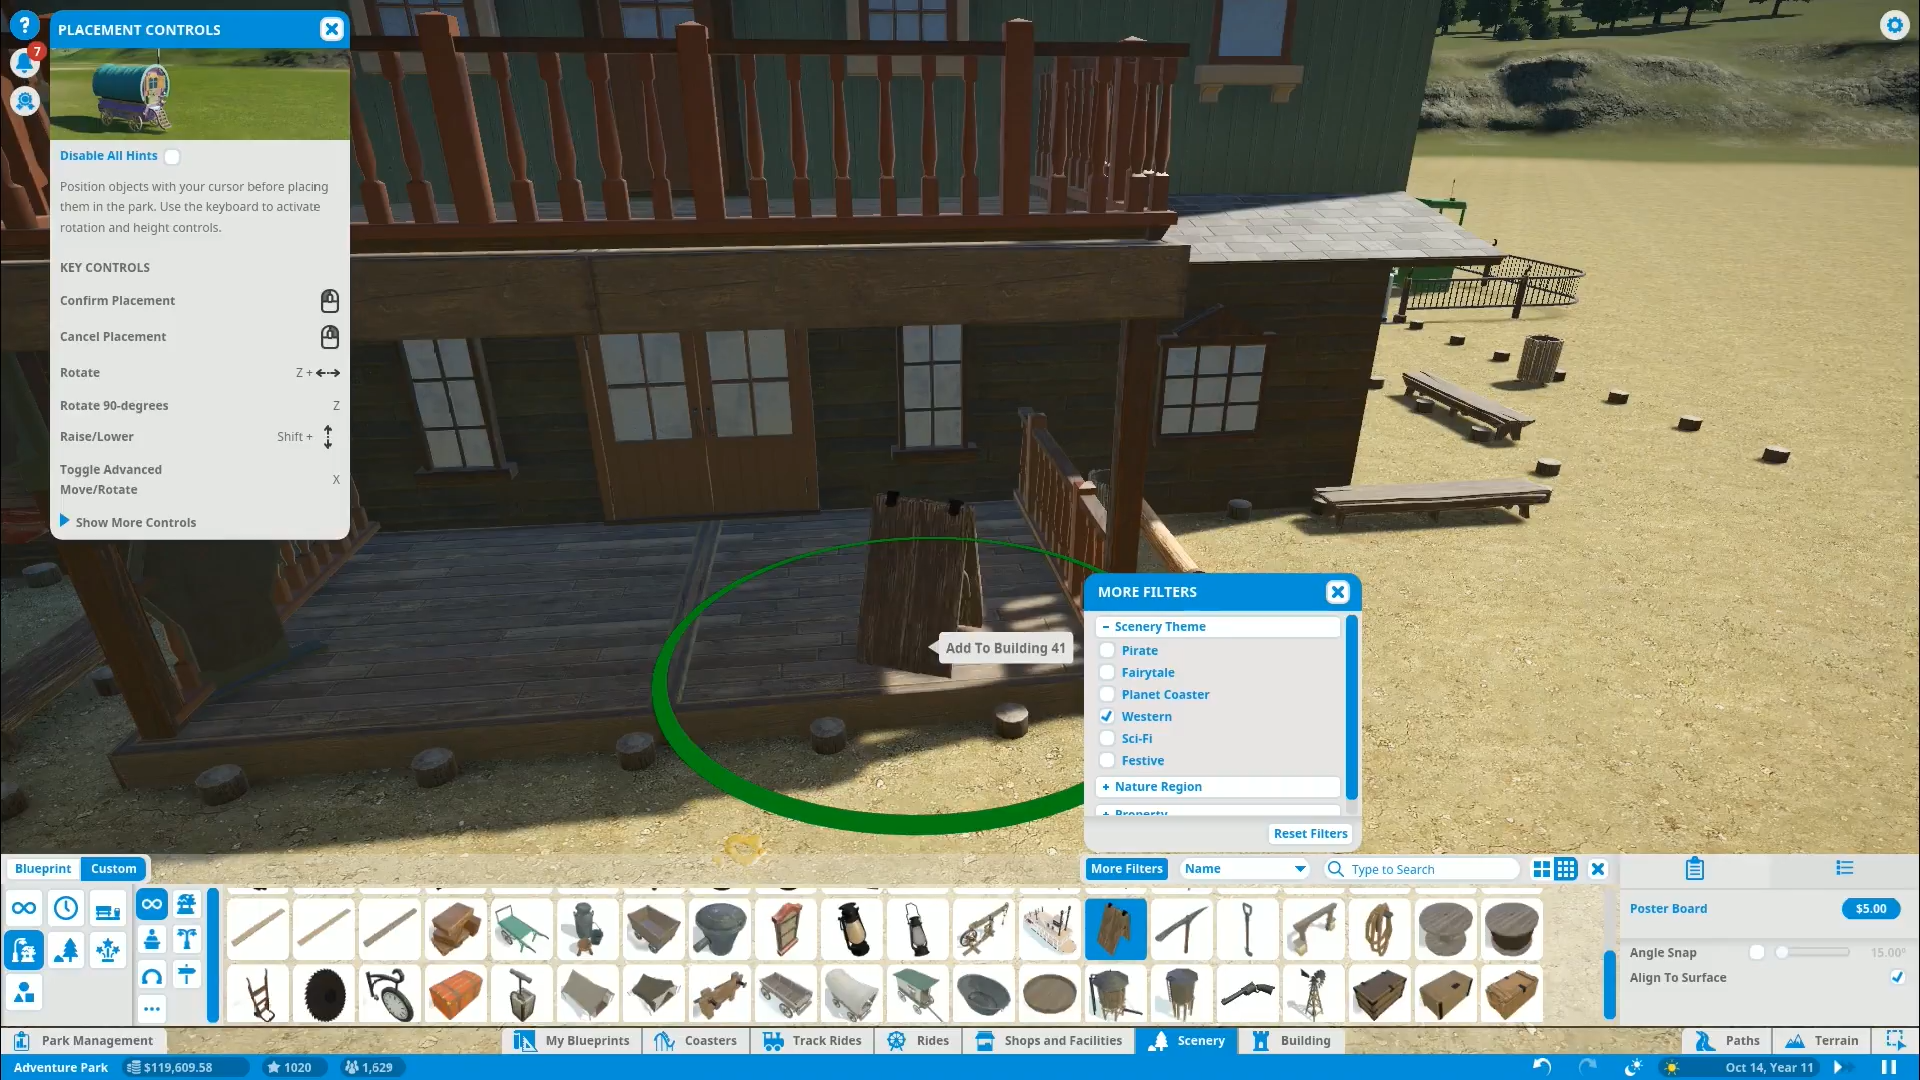 ?
PLACEMENT CONTROLS
7
Disable All Hints
Position objects with your cursor before placing
them in the park. Use the keyboard to activate
rotation and height controls.
KEY CONTROLS
Confirm Placement
Cancel Placement
Rotate Z +
Rotate 90-degrees Z
Raise/Lower Shift +
Toggle Advanced
Move/Rotate X
Show More Controls
Add To Building 41
MORE FILTERS
− Scenery Theme
Pirate
Fairytale
Planet Coaster
Western
Sci-Fi
Festive
+ Nature Region
+ Property
Reset Filters
Blueprint Custom
More Filters Name Type to Search
Poster Board $5.00
Angle Snap 15.00°
Align To Surface
Park Management My Blueprints Coasters Track Rides Rides Shops and Facilities Scenery Building Paths Terrain
Adventure Park $119,609.58 1020 1,629 Oct 14, Year 11